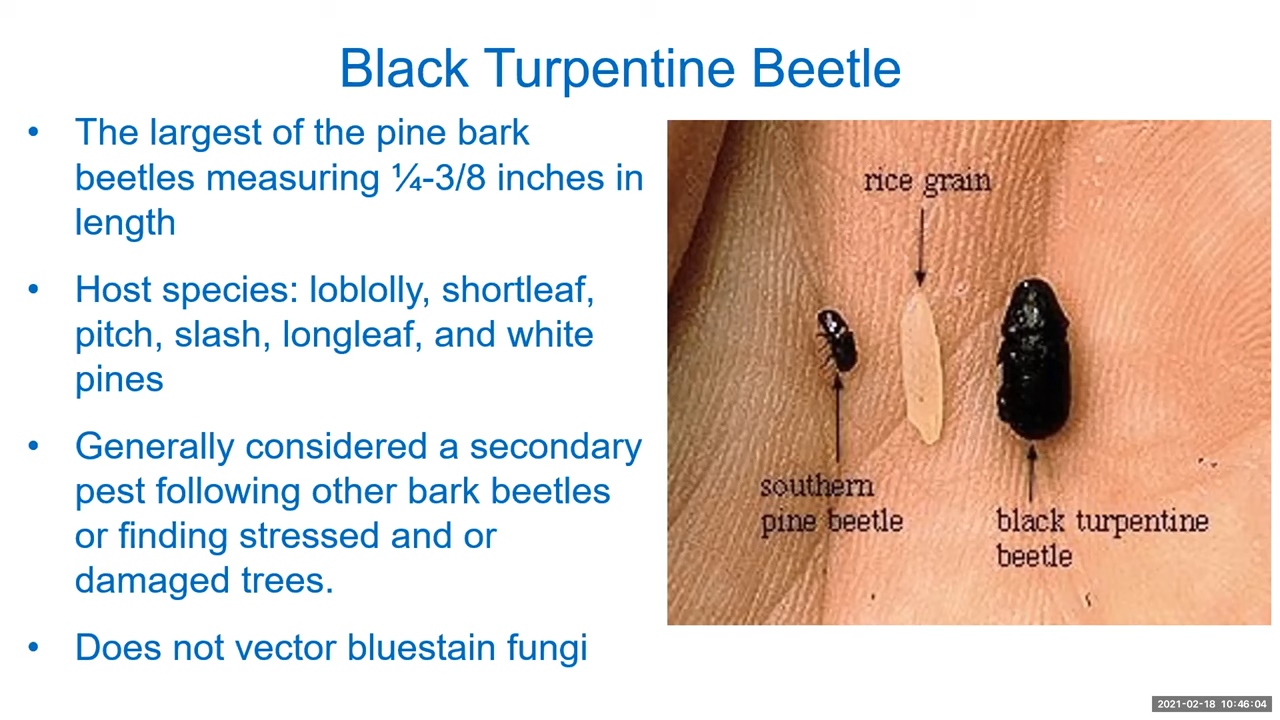 Black Turpentine Beetle
• The largest of the pine bark
beetles measuring ¼-3/8 inches in
length
• Host species: loblolly, shortleaf,
pitch, slash, longleaf, and white
pines
• Generally considered a secondary
pest following other bark beetles
or finding stressed and or
damaged trees.
• Does not vector bluestain fungi
rice grain
southern
pine beetle
black turpentine
beetle
2021-02-18 10:46:04